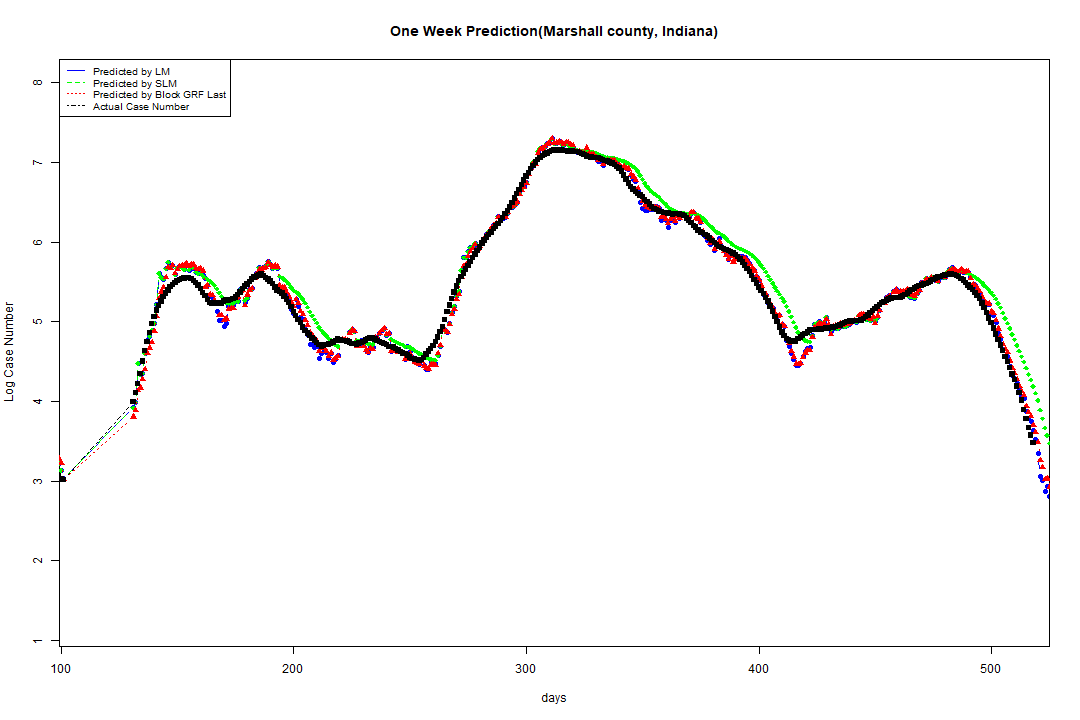 One Week Prediction(Marshall county, Indiana)
Predicted by LM
Predicted by SLM
Predicted by Block GRF Last
Actual Case Number
Log Case Number
8
7
6
5
4
3
2
1
100 200 300 400 500
days